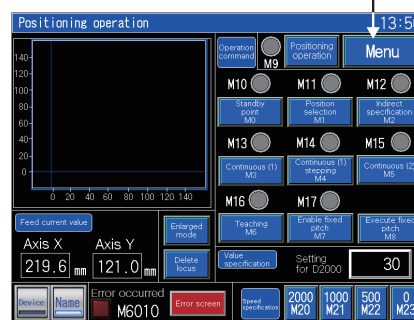 Positioning operation
13:50
Operation command
M9
Positioning operation
Menu
140
120
100
80
60
40
20
0
0 20 40 60 80 100 120 140
M10 M11 M12
Standby point M0
Position selection M1
Indirect specification M2
M13 M14 M15
Continuous (1) M3
Continuous (1) stepping M4
Continuous (2) M5
M16 M17
Teaching M6
Enable fixed pitch M7
Execute fixed pitch M8
Feed current value
Enlarged mode
Axis X Axis Y
219.6 mm 121.0 mm
Delete locus
Value specification
Setting for D2000
30
Device Name
Error occurred
M6010
Error screen
Speed specification
2000 M20
1000 M21
500 M22
0 M23